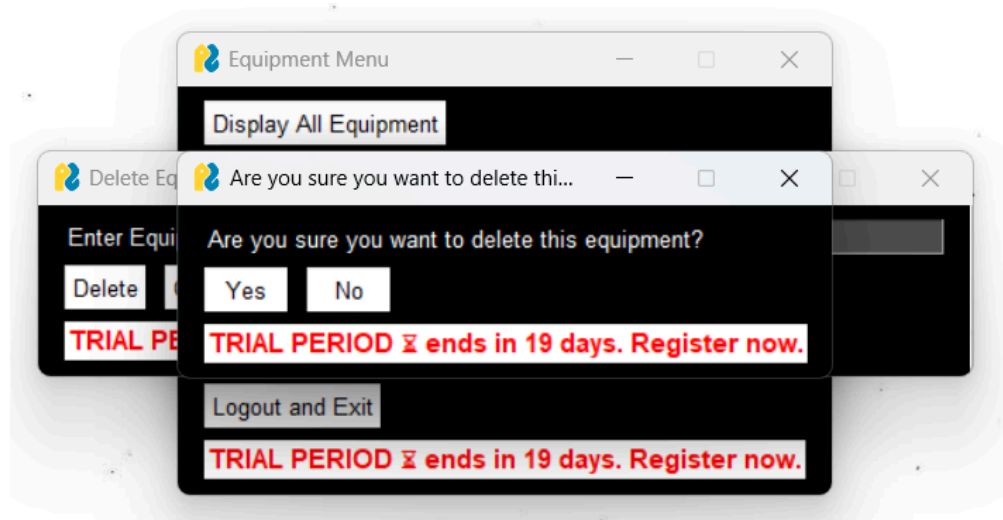 Equipment Menu
Display All Equipment
Delete Eq
Are you sure you want to delete thi...
Enter Equi
Are you sure you want to delete this equipment?
Delete
Yes
No
TRIAL PE
TRIAL PERIOD ⌛ ends in 19 days. Register now.
Logout and Exit
TRIAL PERIOD ⌛ ends in 19 days. Register now.